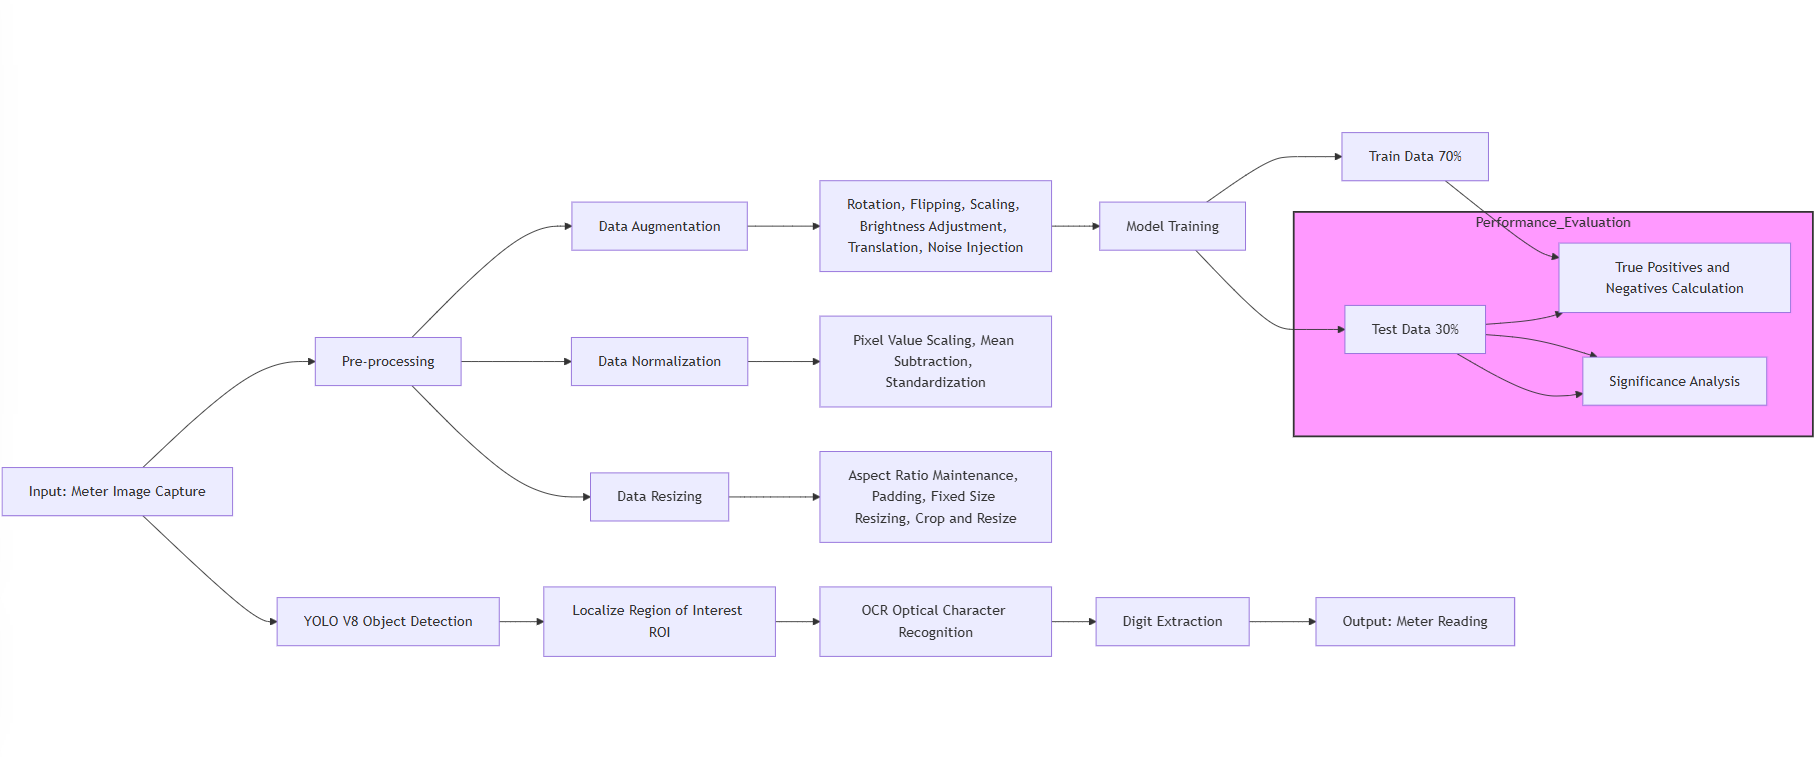 Input: Meter Image Capture
Pre-processing
Data Augmentation
Rotation, Flipping, Scaling,
Brightness Adjustment,
Translation, Noise Injection
Model Training
Train Data 70%
Performance_Evaluation
True Positives and
Negatives Calculation
Test Data 30%
Significance Analysis
Data Normalization
Pixel Value Scaling, Mean
Subtraction,
Standardization
Data Resizing
Aspect Ratio Maintenance,
Padding, Fixed Size
Resizing, Crop and Resize
YOLO V8 Object Detection
Localize Region of Interest
ROI
OCR Optical Character
Recognition
Digit Extraction
Output: Meter Reading